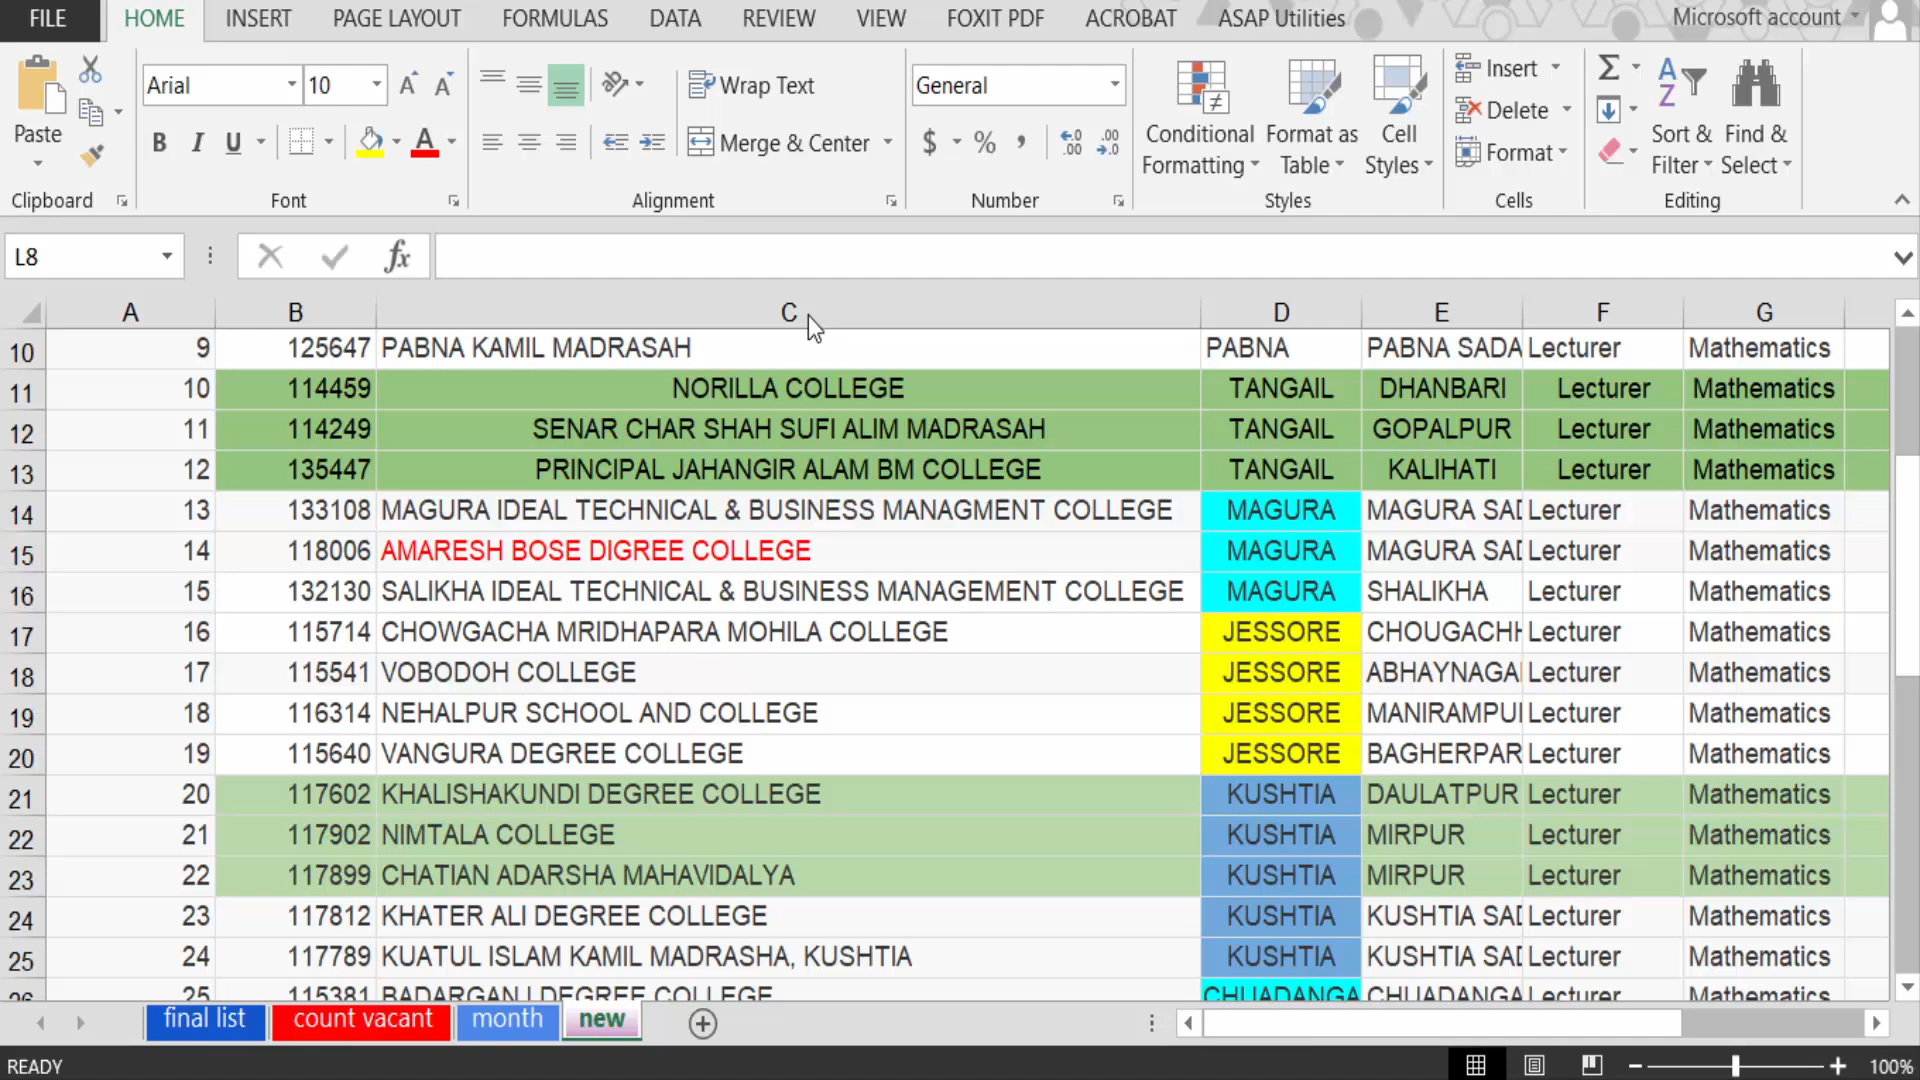 FILE HOME INSERT PAGE LAYOUT FORMULAS DATA REVIEW VIEW FOXIT PDF ACROBAT ASAP Utilities Microsoft account
Arial 10 Wrap Text General Insert
Paste Conditional Formatting Format as Table Cell Styles Delete Sort & Filter Find & Select
B I U A Merge & Center $ % , Format
Clipboard Font Alignment Number Styles Cells Editing
L8 fx
A B C D E F G
10 9 125647 PABNA KAMIL MADRASAH PABNA PABNA SADA Lecturer Mathematics
11 10 114459 NORILLA COLLEGE TANGAIL DHANBARI Lecturer Mathematics
12 11 114249 SENAR CHAR SHAH SUFI ALIM MADRASAH TANGAIL GOPALPUR Lecturer Mathematics
13 12 135447 PRINCIPAL JAHANGIR ALAM BM COLLEGE TANGAIL KALIHATI Lecturer Mathematics
14 13 133108 MAGURA IDEAL TECHNICAL & BUSINESS MANAGMENT COLLEGE MAGURA MAGURA SAD Lecturer Mathematics
15 14 118006 AMARESH BOSE DIGREE COLLEGE MAGURA MAGURA SAD Lecturer Mathematics
16 15 132130 SALIKHA IDEAL TECHNICAL & BUSINESS MANAGEMENT COLLEGE MAGURA SHALIKHA Lecturer Mathematics
17 16 115714 CHOWGACHA MRIDHAPARA MOHILA COLLEGE JESSORE CHOUGACHH Lecturer Mathematics
18 17 115541 VOBODOH COLLEGE JESSORE ABHAYNAGA Lecturer Mathematics
19 18 116314 NEHALPUR SCHOOL AND COLLEGE JESSORE MANIRAMPU Lecturer Mathematics
20 19 115640 VANGURA DEGREE COLLEGE JESSORE BAGHERPAR Lecturer Mathematics
21 20 117602 KHALISHAKUNDI DEGREE COLLEGE KUSHTIA DAULATPUR Lecturer Mathematics
22 21 117902 NIMTALA COLLEGE KUSHTIA MIRPUR Lecturer Mathematics
23 22 117899 CHATIAN ADARSHA MAHAVIDALYA KUSHTIA MIRPUR Lecturer Mathematics
24 23 117812 KHATER ALI DEGREE COLLEGE KUSHTIA KUSHTIA SAD Lecturer Mathematics
25 24 117789 KUATUL ISLAM KAMIL MADRASHA, KUSHTIA KUSHTIA KUSHTIA SAD Lecturer Mathematics
26 25 115381 BADARGANJ DEGREE COLLEGE CHUADANGA CHUADANGA Lecturer Mathematics
final list count vacant month new
READY 100%